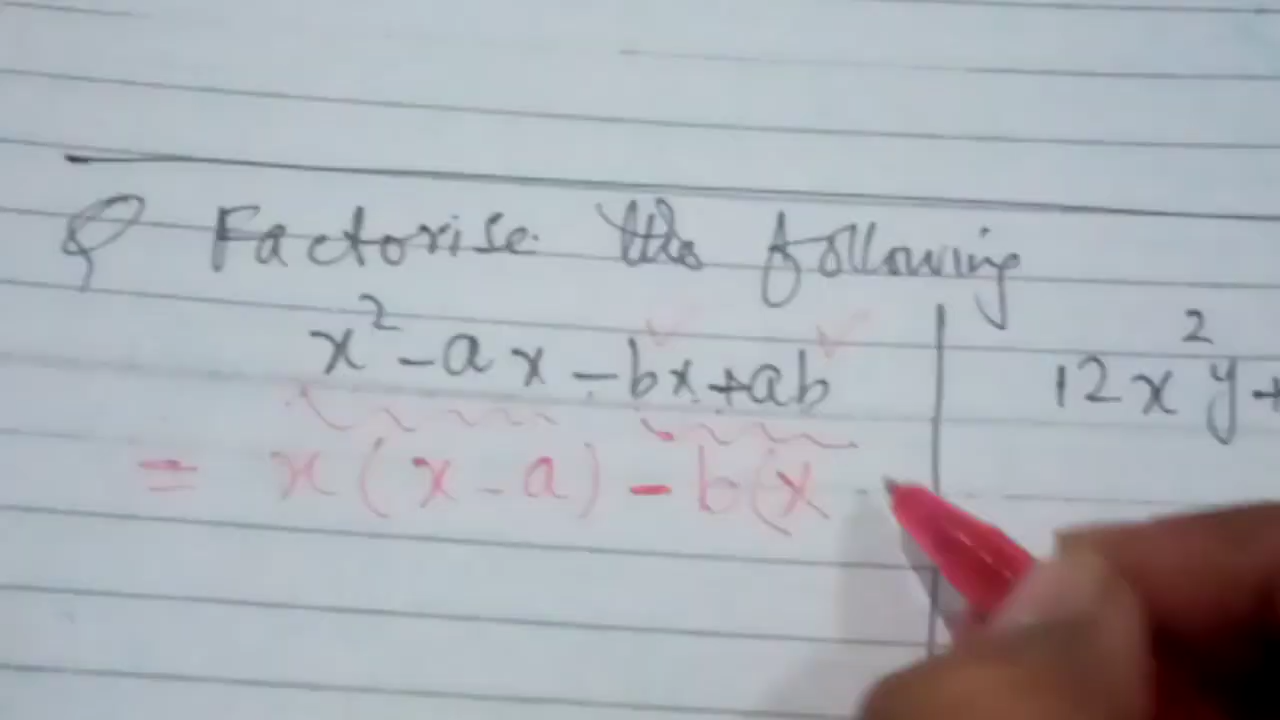 Q Factorise the following
x² - ax - bx + ab | 12x²y +
= x(x - a) - b(x -